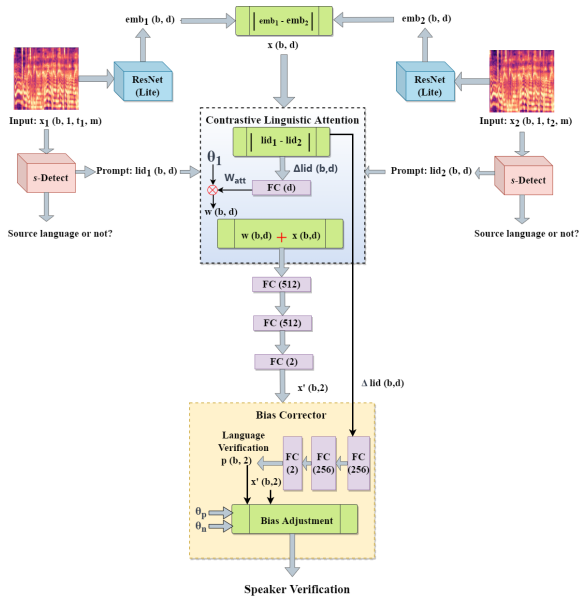 emb1 (b, d)
| emb1 - emb2 |
emb2 (b, d)
x (b, d)
ResNet
(Lite)
ResNet
(Lite)
Input: x1 (b, 1, t1, m)
Input: x2 (b, 1, t2, m)
Contrastive Linguistic Attention
| lid1 - lid2 |
θ1
Δlid (b,d)
Watt
FC (d)
w (b, d)
w (b,d) + x (b,d)
s-Detect
Prompt: lid1 (b, d)
Prompt: lid2 (b, d)
s-Detect
Source language or not?
Source language or not?
FC (512)
FC (512)
FC (2)
x' (b,2)
Δ lid (b,d)
Bias Corrector
Language
Verification
p (b, 2)
FC
(2)
FC
(256)
FC
(256)
x' (b,2)
θp
θn
Bias Adjustment
Speaker Verification